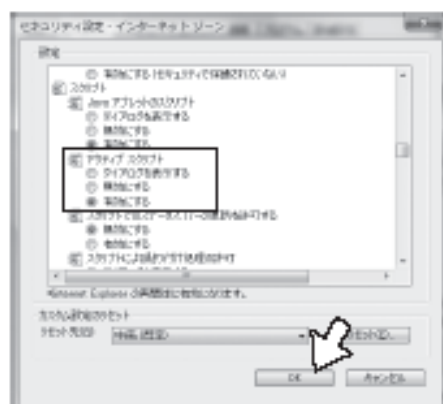 セキュリティ設定 - インターネット ゾーン
設定
有効にする (セキュリティで保護されていない)
スクリプト
Java アプレットのスクリプト
ダイアログを表示する
無効にする
有効にする
アクティブ スクリプト
ダイアログを表示する
無効にする
有効にする
無効にする
有効にする
*Internet Explorer の再開後に有効になります。
カスタム設定のリセット
リセット先(R):
中高 (既定)
OK
キャンセル